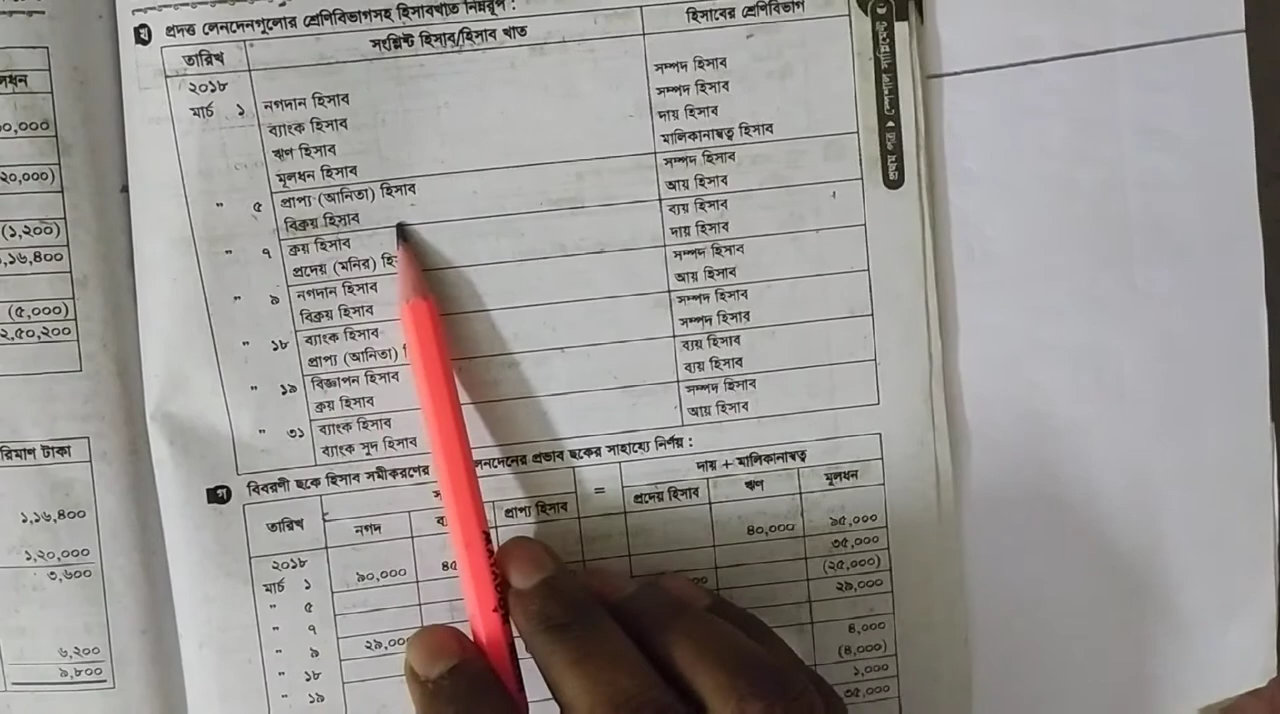 খ প্রদত্ত লেনদেনগুলোর শ্রেণিবিভাগসহ হিসাবখাত নিম্নরূপ :
তারিখ সংশ্লিষ্ট হিসাব/হিসাব খাত হিসাবের শ্রেণিবিভাগ
২০১৮
মার্চ ১ নগদান হিসাব সম্পদ হিসাব
ব্যাংক হিসাব সম্পদ হিসাব
ঋণ হিসাব দায় হিসাব
মূলধন হিসাব মালিকানাস্বত্ব হিসাব
" ৫ প্রাপ্য (আনিতা) হিসাব সম্পদ হিসাব
বিক্রয় হিসাব আয় হিসাব
" ৭ ক্রয় হিসাব ব্যয় হিসাব
প্রদেয় (মনির) হি দায় হিসাব
" ৯ নগদান হিসাব সম্পদ হিসাব
বিক্রয় হিসাব আয় হিসাব
" ১৮ ব্যাংক হিসাব সম্পদ হিসাব
প্রাপ্য (আনিতা) সম্পদ হিসাব
" ১৯ বিজ্ঞাপন হিসাব ব্যয় হিসাব
ক্রয় হিসাব ব্যয় হিসাব
" ৩১ ব্যাংক হিসাব সম্পদ হিসাব
ব্যাংক সুদ হিসাব আয় হিসাব
গ বিবরণী ছকে হিসাব সমীকরণের লেনদেনের প্রভাব ছকের সাহায্যে নির্ণয় :
তারিখ = দায় + মালিকানাস্বত্ব
নগদ প্রাপ্য হিসাব প্রদেয় হিসাব ঋণ মূলধন
২০১৮
মার্চ ১ ৯০,০০০ ৪৫ ৪০,০০০ ৯৫,০০০
" ৫ ৩৫,০০০
" ৭ (২৫,০০০)
" ৯ ২৯,০০ ২৯,০০০
" ১৮
" ১৯ ৪,০০০
(৪,০০০)
১,০০০
৩৫,০০০
লধন
০,০০০
২০,০০০)
(১,২০০)
,১৬,৪০০
(৫,০০০)
২,৫০,২০০
রিমাণ টাকা
১,১৬,৪০০
১,২০,০০০
৩,৬০০
৬,২০০
৯,৮০০
প্রথম পত্র ▶